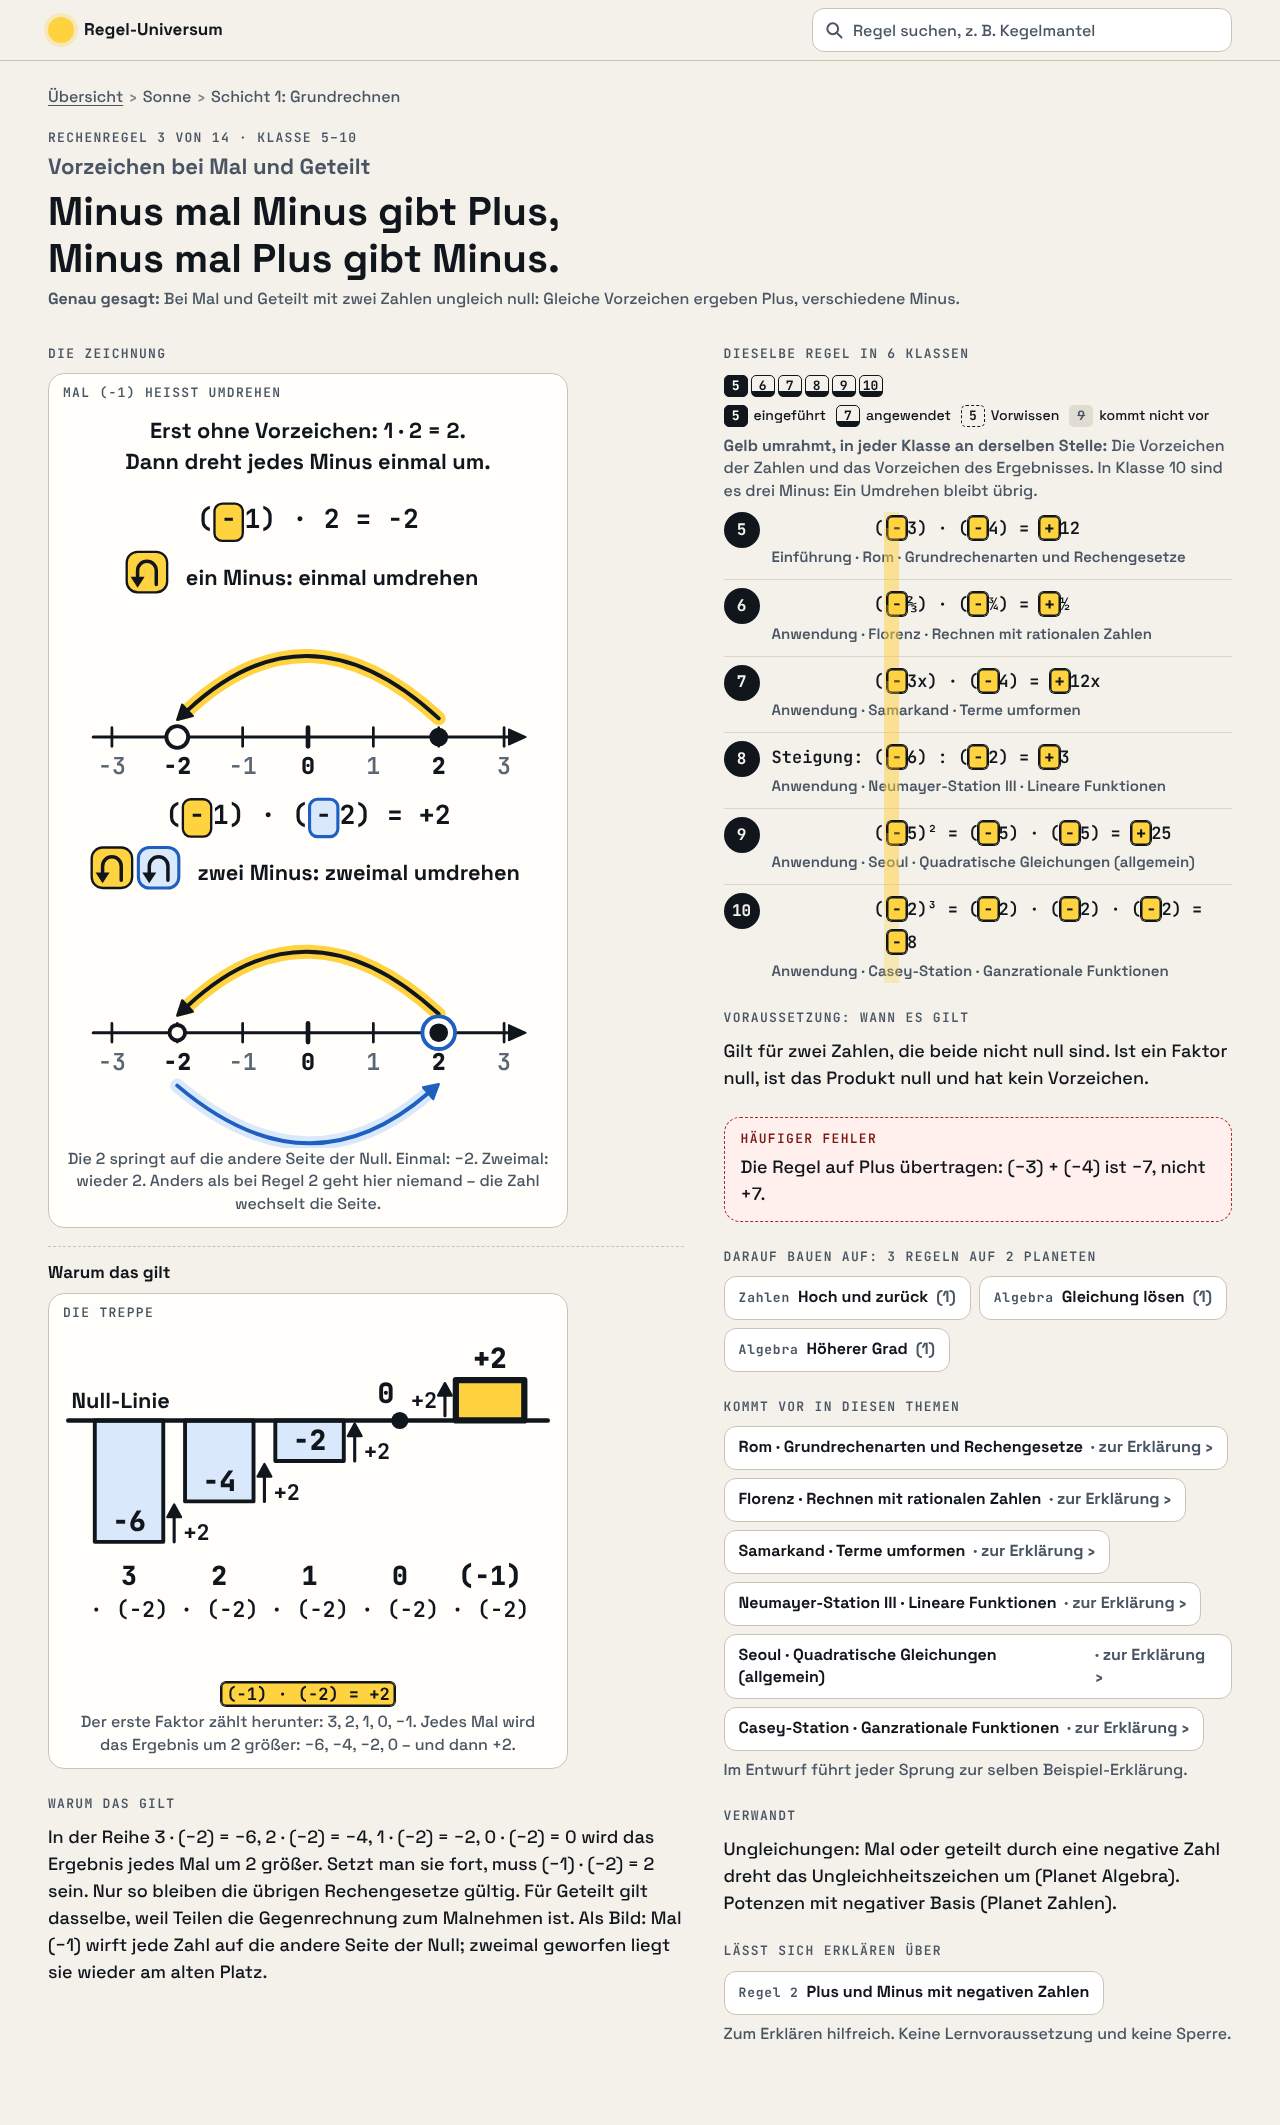 Regel-Universum
Regel suchen, z. B. Kegelmantel
Übersicht > Sonne > Schicht 1: Grundrechnen
RECHENREGEL 3 VON 14 · KLASSE 5–10
Vorzeichen bei Mal und Geteilt
Minus mal Minus gibt Plus,
Minus mal Plus gibt Minus.
Genau gesagt: Bei Mal und Geteilt mit zwei Zahlen ungleich null: Gleiche Vorzeichen ergeben Plus, verschiedene Minus.
DIE ZEICHNUNG
MAL (-1) HEISST UMDREHEN
Erst ohne Vorzeichen: 1 · 2 = 2.
Dann dreht jedes Minus einmal um.
(-1) · 2 = -2
ein Minus: einmal umdrehen
-3 -2 -1 0 1 2 3
(-1) · (-2) = +2
zwei Minus: zweimal umdrehen
-3 -2 -1 0 1 2 3
Die 2 springt auf die andere Seite der Null. Einmal: −2. Zweimal:
wieder 2. Anders als bei Regel 2 geht hier niemand – die Zahl
wechselt die Seite.
Warum das gilt
DIE TREPPE
+2
Null-Linie
0
+2
-2
+2
-4
+2
-6
+2
3 2 1 0 (-1)
· (-2) · (-2) · (-2) · (-2) · (-2)
(-1) · (-2) = +2
Der erste Faktor zählt herunter: 3, 2, 1, 0, −1. Jedes Mal wird
das Ergebnis um 2 größer: −6, −4, −2, 0 – und dann +2.
WARUM DAS GILT
In der Reihe 3 · (−2) = −6, 2 · (−2) = −4, 1 · (−2) = −2, 0 · (−2) = 0 wird das
Ergebnis jedes Mal um 2 größer. Setzt man sie fort, muss (−1) · (−2) = 2
sein. Nur so bleiben die übrigen Rechengesetze gültig. Für Geteilt gilt
dasselbe, weil Teilen die Gegenrechnung zum Malnehmen ist. Als Bild: Mal
(−1) wirft jede Zahl auf die andere Seite der Null; zweimal geworfen liegt
sie wieder am alten Platz.
DIESELBE REGEL IN 6 KLASSEN
5 6 7 8 9 10
5 eingeführt 7 angewendet 5 Vorwissen 9 kommt nicht vor
Gelb umrahmt, in jeder Klasse an derselben Stelle: Die Vorzeichen
der Zahlen und das Vorzeichen des Ergebnisses. In Klasse 10 sind
es drei Minus: Ein Umdrehen bleibt übrig.
5 (-3) · (-4) = +12
Einführung · Rom · Grundrechenarten und Rechengesetze
6 (-⅔) · (-¾) = +½
Anwendung · Florenz · Rechnen mit rationalen Zahlen
7 (-3x) · (-4) = +12x
Anwendung · Samarkand · Terme umformen
8 Steigung: (-6) : (-2) = +3
Anwendung · Neumayer-Station III · Lineare Funktionen
9 (-5)² = (-5) · (-5) = +25
Anwendung · Seoul · Quadratische Gleichungen (allgemein)
10 (-2)³ = (-2) · (-2) · (-2) =
-8
Anwendung · Casey-Station · Ganzrationale Funktionen
VORAUSSETZUNG: WANN ES GILT
Gilt für zwei Zahlen, die beide nicht null sind. Ist ein Faktor
null, ist das Produkt null und hat kein Vorzeichen.
HÄUFIGER FEHLER
Die Regel auf Plus übertragen: (−3) + (−4) ist −7, nicht
+7.
DARAUF BAUEN AUF: 3 REGELN AUF 2 PLANETEN
Zahlen Hoch und zurück (1) Algebra Gleichung lösen (1)
Algebra Höherer Grad (1)
KOMMT VOR IN DIESEN THEMEN
Rom · Grundrechenarten und Rechengesetze · zur Erklärung >
Florenz · Rechnen mit rationalen Zahlen · zur Erklärung >
Samarkand · Terme umformen · zur Erklärung >
Neumayer-Station III · Lineare Funktionen · zur Erklärung >
Seoul · Quadratische Gleichungen · zur Erklärung
(allgemein) >
Casey-Station · Ganzrationale Funktionen · zur Erklärung >
Im Entwurf führt jeder Sprung zur selben Beispiel-Erklärung.
VERWANDT
Ungleichungen: Mal oder geteilt durch eine negative Zahl
dreht das Ungleichheitszeichen um (Planet Algebra).
Potenzen mit negativer Basis (Planet Zahlen).
LÄSST SICH ERKLÄREN ÜBER
Regel 2 Plus und Minus mit negativen Zahlen
Zum Erklären hilfreich. Keine Lernvoraussetzung und keine Sperre.